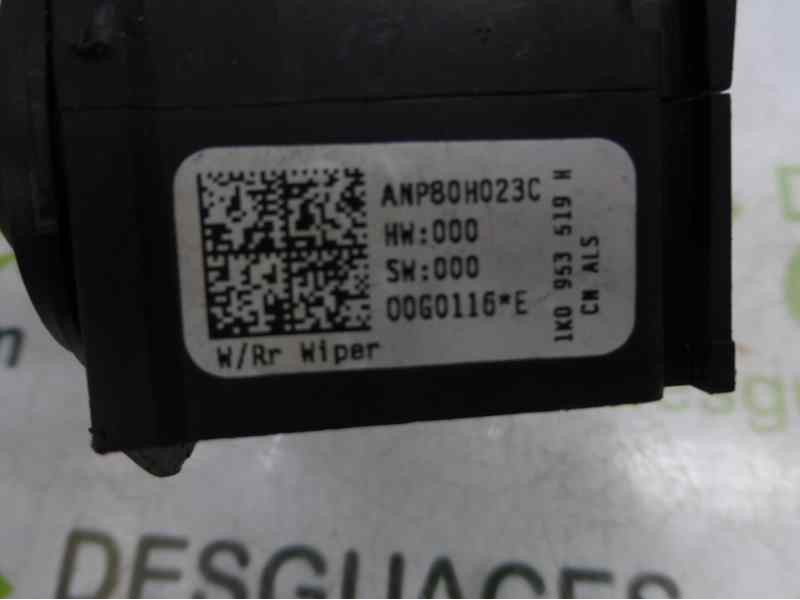 ANP80H023C
HW:000
SW:000
00G0116*E
W/Rr Wiper
1K0 953 519 H
CN ALS
DESGUACES